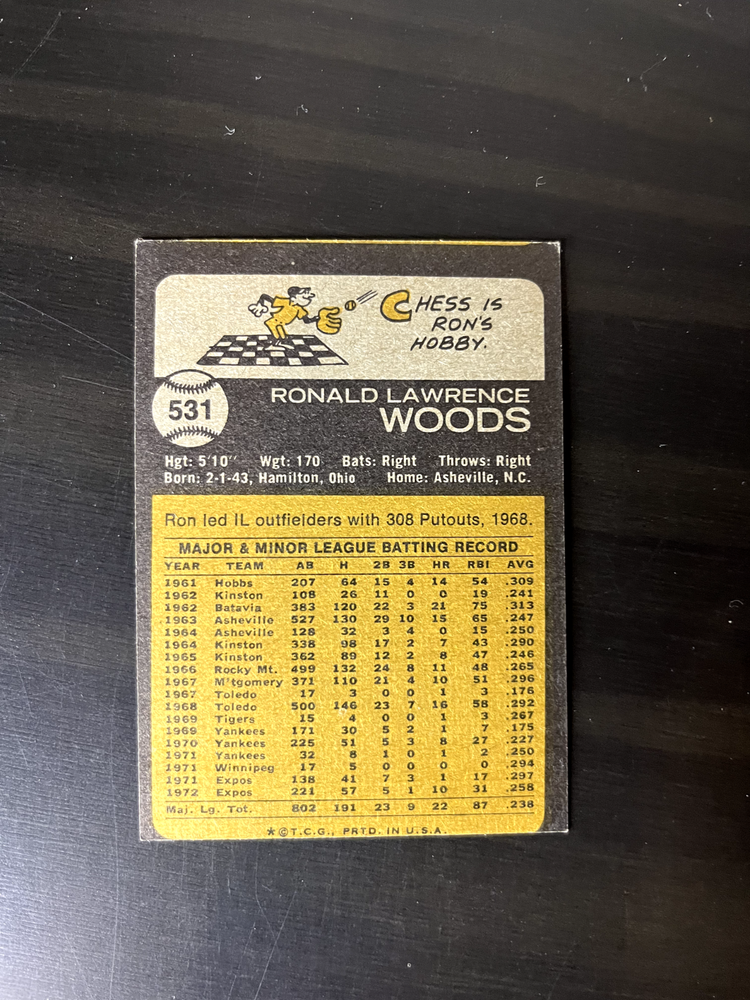 CHESS IS
RON'S
HOBBY.
531
RONALD LAWRENCE
WOODS
Hgt: 5'10" Wgt: 170 Bats: Right Throws: Right
Born: 2-1-43, Hamilton, Ohio Home: Asheville, N.C.
Ron led IL outfielders with 308 Putouts, 1968.
MAJOR & MINOR LEAGUE BATTING RECORD
YEAR TEAM AB H 2B 3B HR RBI AVG
1961 Hobbs 207 64 15 4 14 54 .309
1962 Kinston 108 26 11 0 0 19 .241
1962 Batavia 383 120 22 3 21 75 .313
1963 Asheville 527 130 29 10 15 65 .247
1964 Asheville 128 32 3 4 0 15 .250
1964 Kinston 338 98 17 2 7 43 .290
1965 Kinston 362 89 12 2 8 47 .246
1966 Rocky Mt. 499 132 24 8 11 48 .265
1967 M'tgomery 371 110 21 4 10 51 .296
1967 Toledo 17 3 0 0 1 3 .176
1968 Toledo 500 146 23 7 16 58 .292
1969 Tigers 15 4 0 0 1 3 .267
1969 Yankees 171 30 5 2 1 7 .175
1970 Yankees 225 51 5 3 8 27 .227
1971 Yankees 32 8 1 0 1 2 .250
1971 Winnipeg 17 5 0 0 0 0 .294
1971 Expos 138 41 7 3 1 17 .297
1972 Expos 221 57 5 1 10 31 .258
Maj. Lg. Tot. 802 191 23 9 22 87 .238
*©T.C.G., PRTD. IN U.S.A.